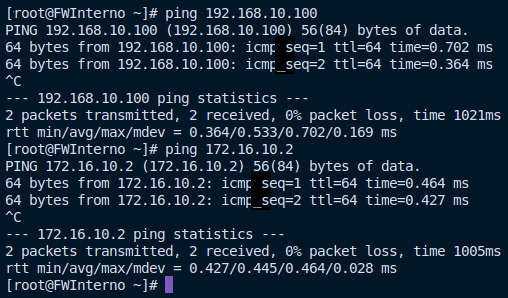 [root@FWInterno ~]# ping 192.168.10.100
PING 192.168.10.100 (192.168.10.100) 56(84) bytes of data.
64 bytes from 192.168.10.100: icmp_seq=1 ttl=64 time=0.702 ms
64 bytes from 192.168.10.100: icmp_seq=2 ttl=64 time=0.364 ms
^C
--- 192.168.10.100 ping statistics ---
2 packets transmitted, 2 received, 0% packet loss, time 1021ms
rtt min/avg/max/mdev = 0.364/0.533/0.702/0.169 ms
[root@FWInterno ~]# ping 172.16.10.2
PING 172.16.10.2 (172.16.10.2) 56(84) bytes of data.
64 bytes from 172.16.10.2: icmp_seq=1 ttl=64 time=0.464 ms
64 bytes from 172.16.10.2: icmp_seq=2 ttl=64 time=0.427 ms
^C
--- 172.16.10.2 ping statistics ---
2 packets transmitted, 2 received, 0% packet loss, time 1005ms
rtt min/avg/max/mdev = 0.427/0.445/0.464/0.028 ms
[root@FWInterno ~]#